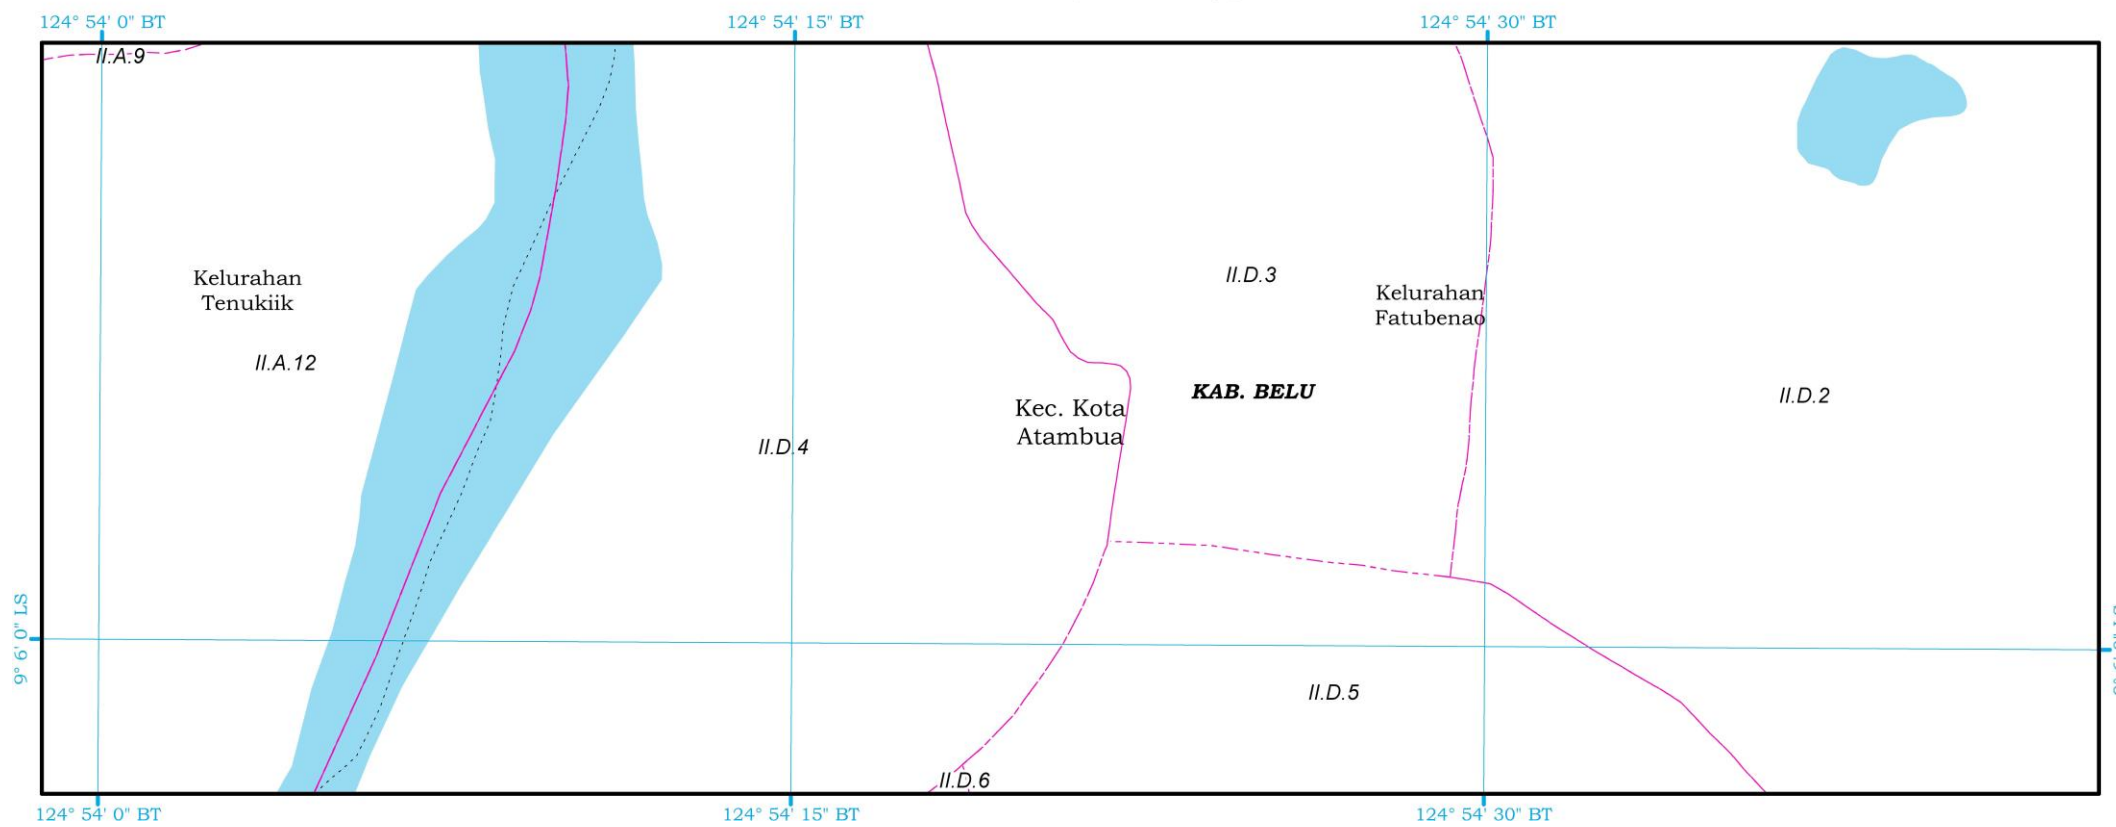 124° 54' 0" BT
124° 54' 15" BT
124° 54' 30" BT
II.A.9
II.D.3
Kelurahan
Tenukiik
Kelurahan
Fatubenao
II.A.12
KAB. BELU
II.D.2
Kec. Kota
Atambua
II.D.4
9° 6' 0" LS
II.D.5
II.D.6
124° 54' 0" BT
124° 54' 15" BT
124° 54' 30" BT